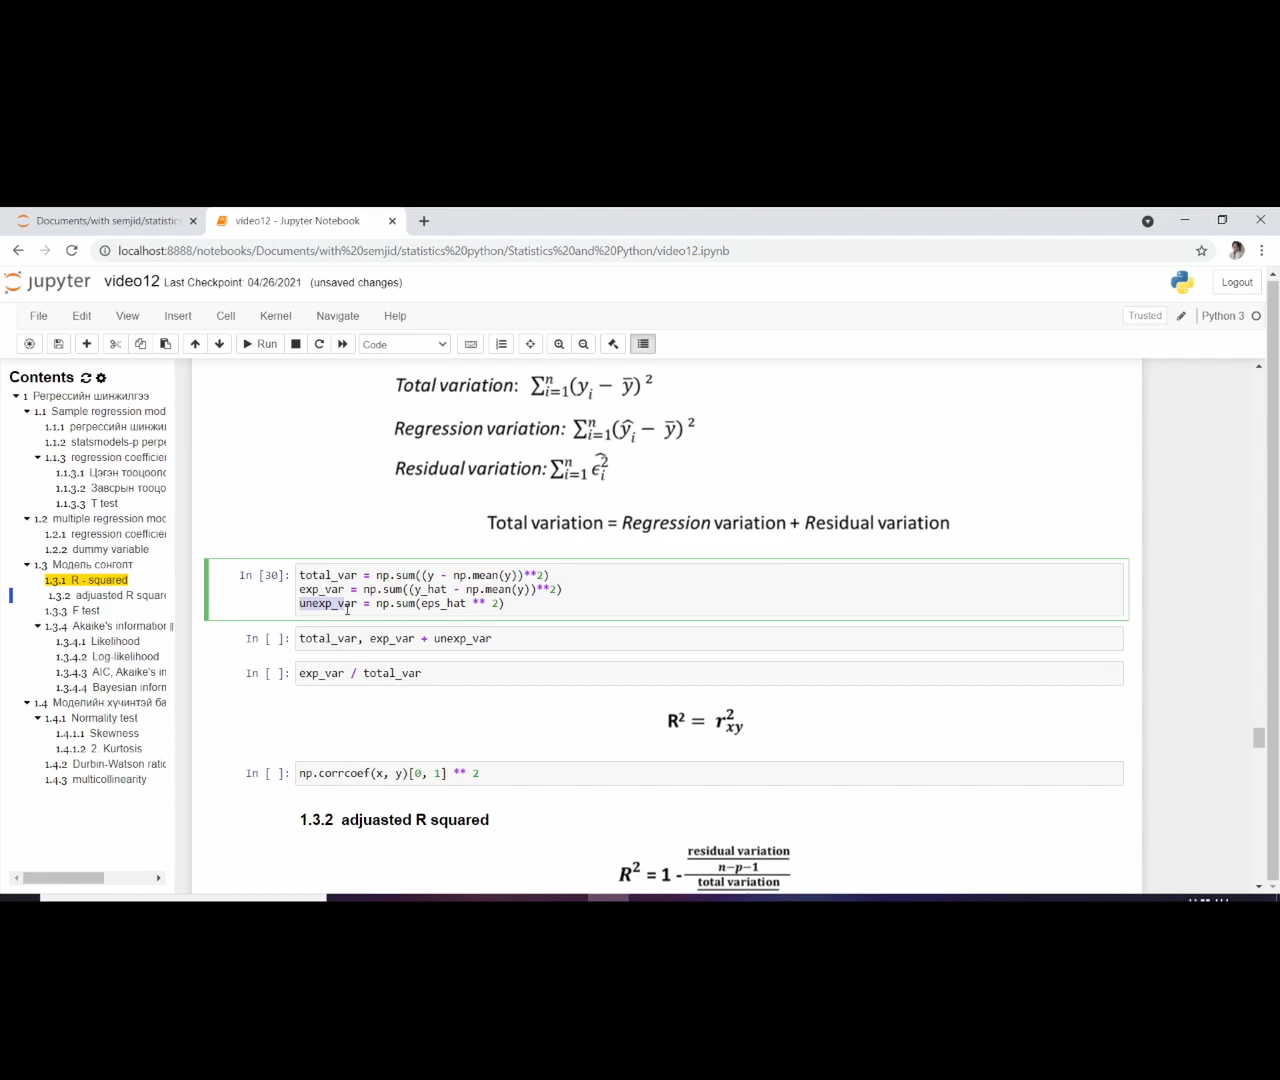 Documents/with semjid/statistic
video12 - Jupyter Notebook
localhost:8888/notebooks/Documents/with%20semjid/statistics%20python/Statistics%20and%20Python/video12.ipynb
jupyter video12 Last Checkpoint: 04/26/2021 (unsaved changes)
Logout
File Edit View Insert Cell Kernel Navigate Help
Trusted Python 3
Run Code
Contents
1 Регрессийн шинжилгээ
1.1 Sample regression mod
1.1.1 регрессийн шинжи
1.1.2 statsmodels-р регре
1.1.3 regression coefficie
1.1.3.1 Цэгэн тооцооло
1.1.3.2 Завсрын тооцо
1.1.3.3 T test
1.2 multiple regression moc
1.2.1 regression coefficier
1.2.2 dummy variable
1.3 Модель сонголт
1.3.1 R - squared
1.3.2 adjuasted R squar
1.3.3 F test
1.3.4 Akaike's information
1.3.4.1 Likelihood
1.3.4.2 Log-likelihood
1.3.4.3 AIC, Akaike's in
1.3.4.4 Bayesian inforn
1.4 Моделийн хүчинтэй ба
1.4.1 Normality test
1.4.1.1 Skewness
1.4.1.2 2. Kurtosis
1.4.2 Durbin-Watson ratio
1.4.3 multicollinearity
Total variation: ∑ⁿᵢ₌₁(yᵢ − ȳ)²
Regression variation: ∑ⁿᵢ₌₁(ŷᵢ − ȳ)²
Residual variation: ∑ⁿᵢ₌₁ ϵ̂ᵢ²
Total variation = Regression variation + Residual variation
In [30]: total_var = np.sum((y - np.mean(y))**2)
exp_var = np.sum((y_hat - np.mean(y))**2)
unexp_var = np.sum(eps_hat ** 2)
In [ ]: total_var, exp_var + unexp_var
In [ ]: exp_var / total_var
R² = r²xy
In [ ]: np.corrcoef(x, y)[0, 1] ** 2
1.3.2 adjuasted R squared
residual variation
n−p−1
R² = 1 -
total variation